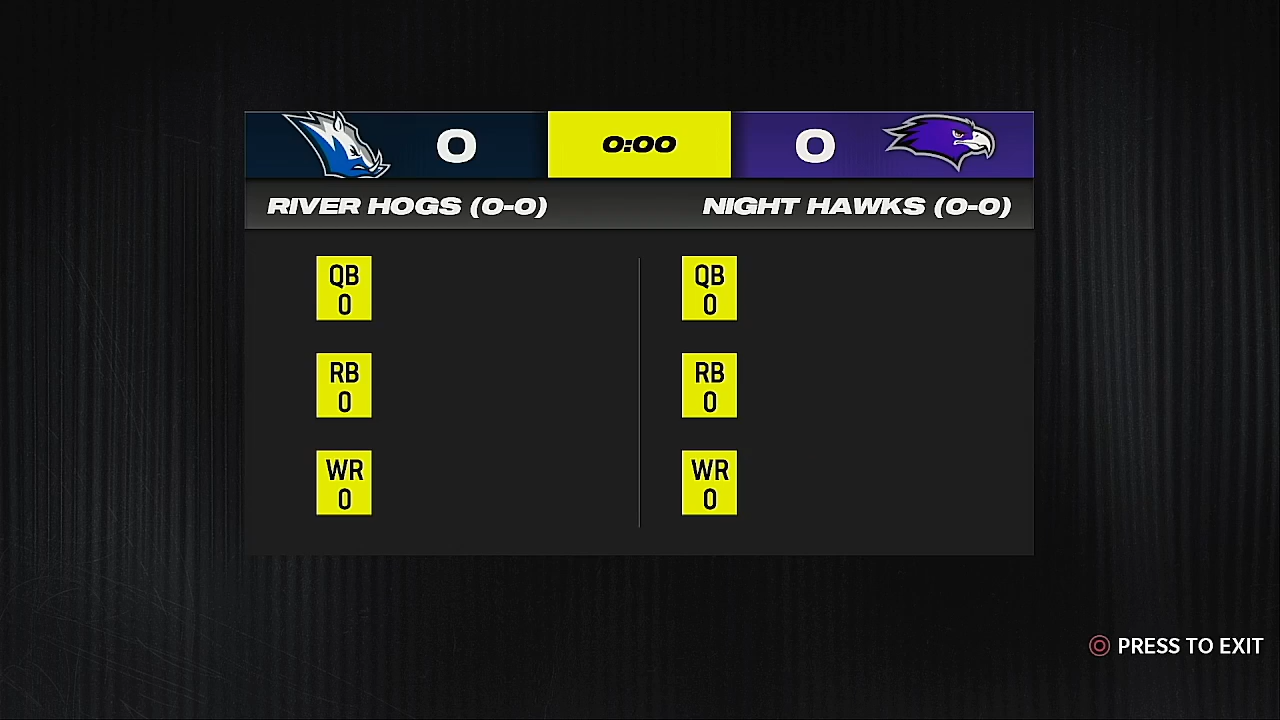 0 0:00 0
RIVER HOGS (0-0) NIGHT HAWKS (0-0)
QB
0
QB
0
RB
0
RB
0
WR
0
WR
0
PRESS TO EXIT